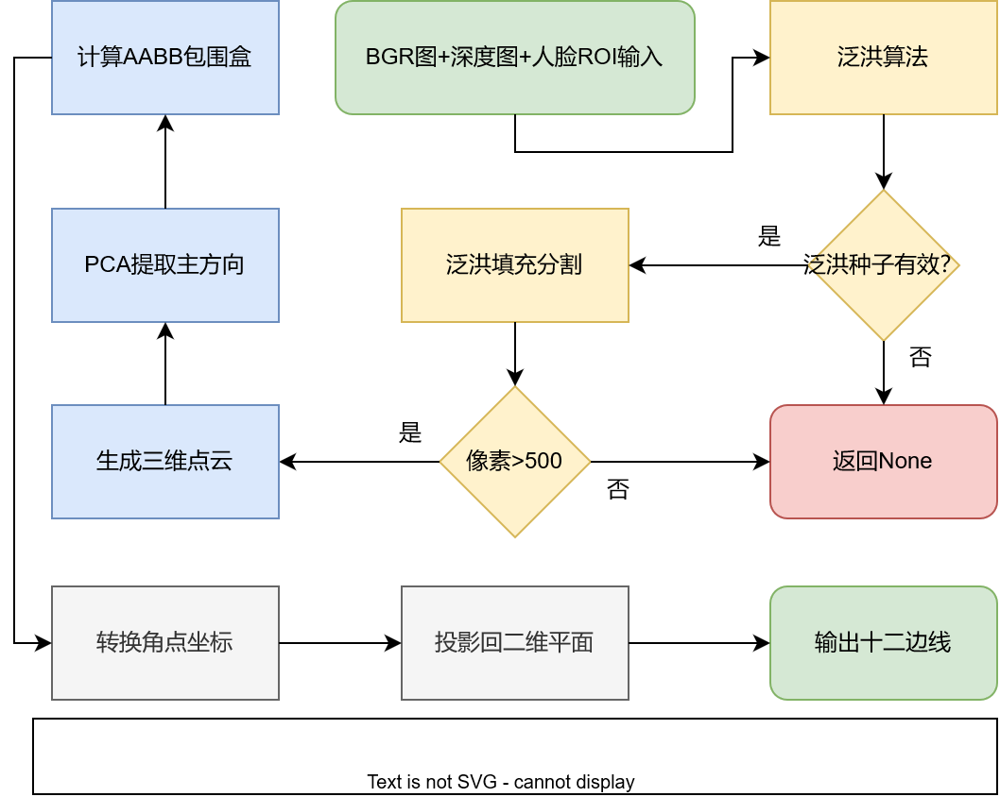 计算AABB包围盒
BGR图+深度图+人脸ROI输入
泛洪算法
是
PCA提取主方向
泛洪填充分割
泛洪种子有效?
否
是
生成三维点云
像素>500
返回None
否
转换角点坐标
投影回二维平面
输出十二边线
Text is not SVG - cannot display